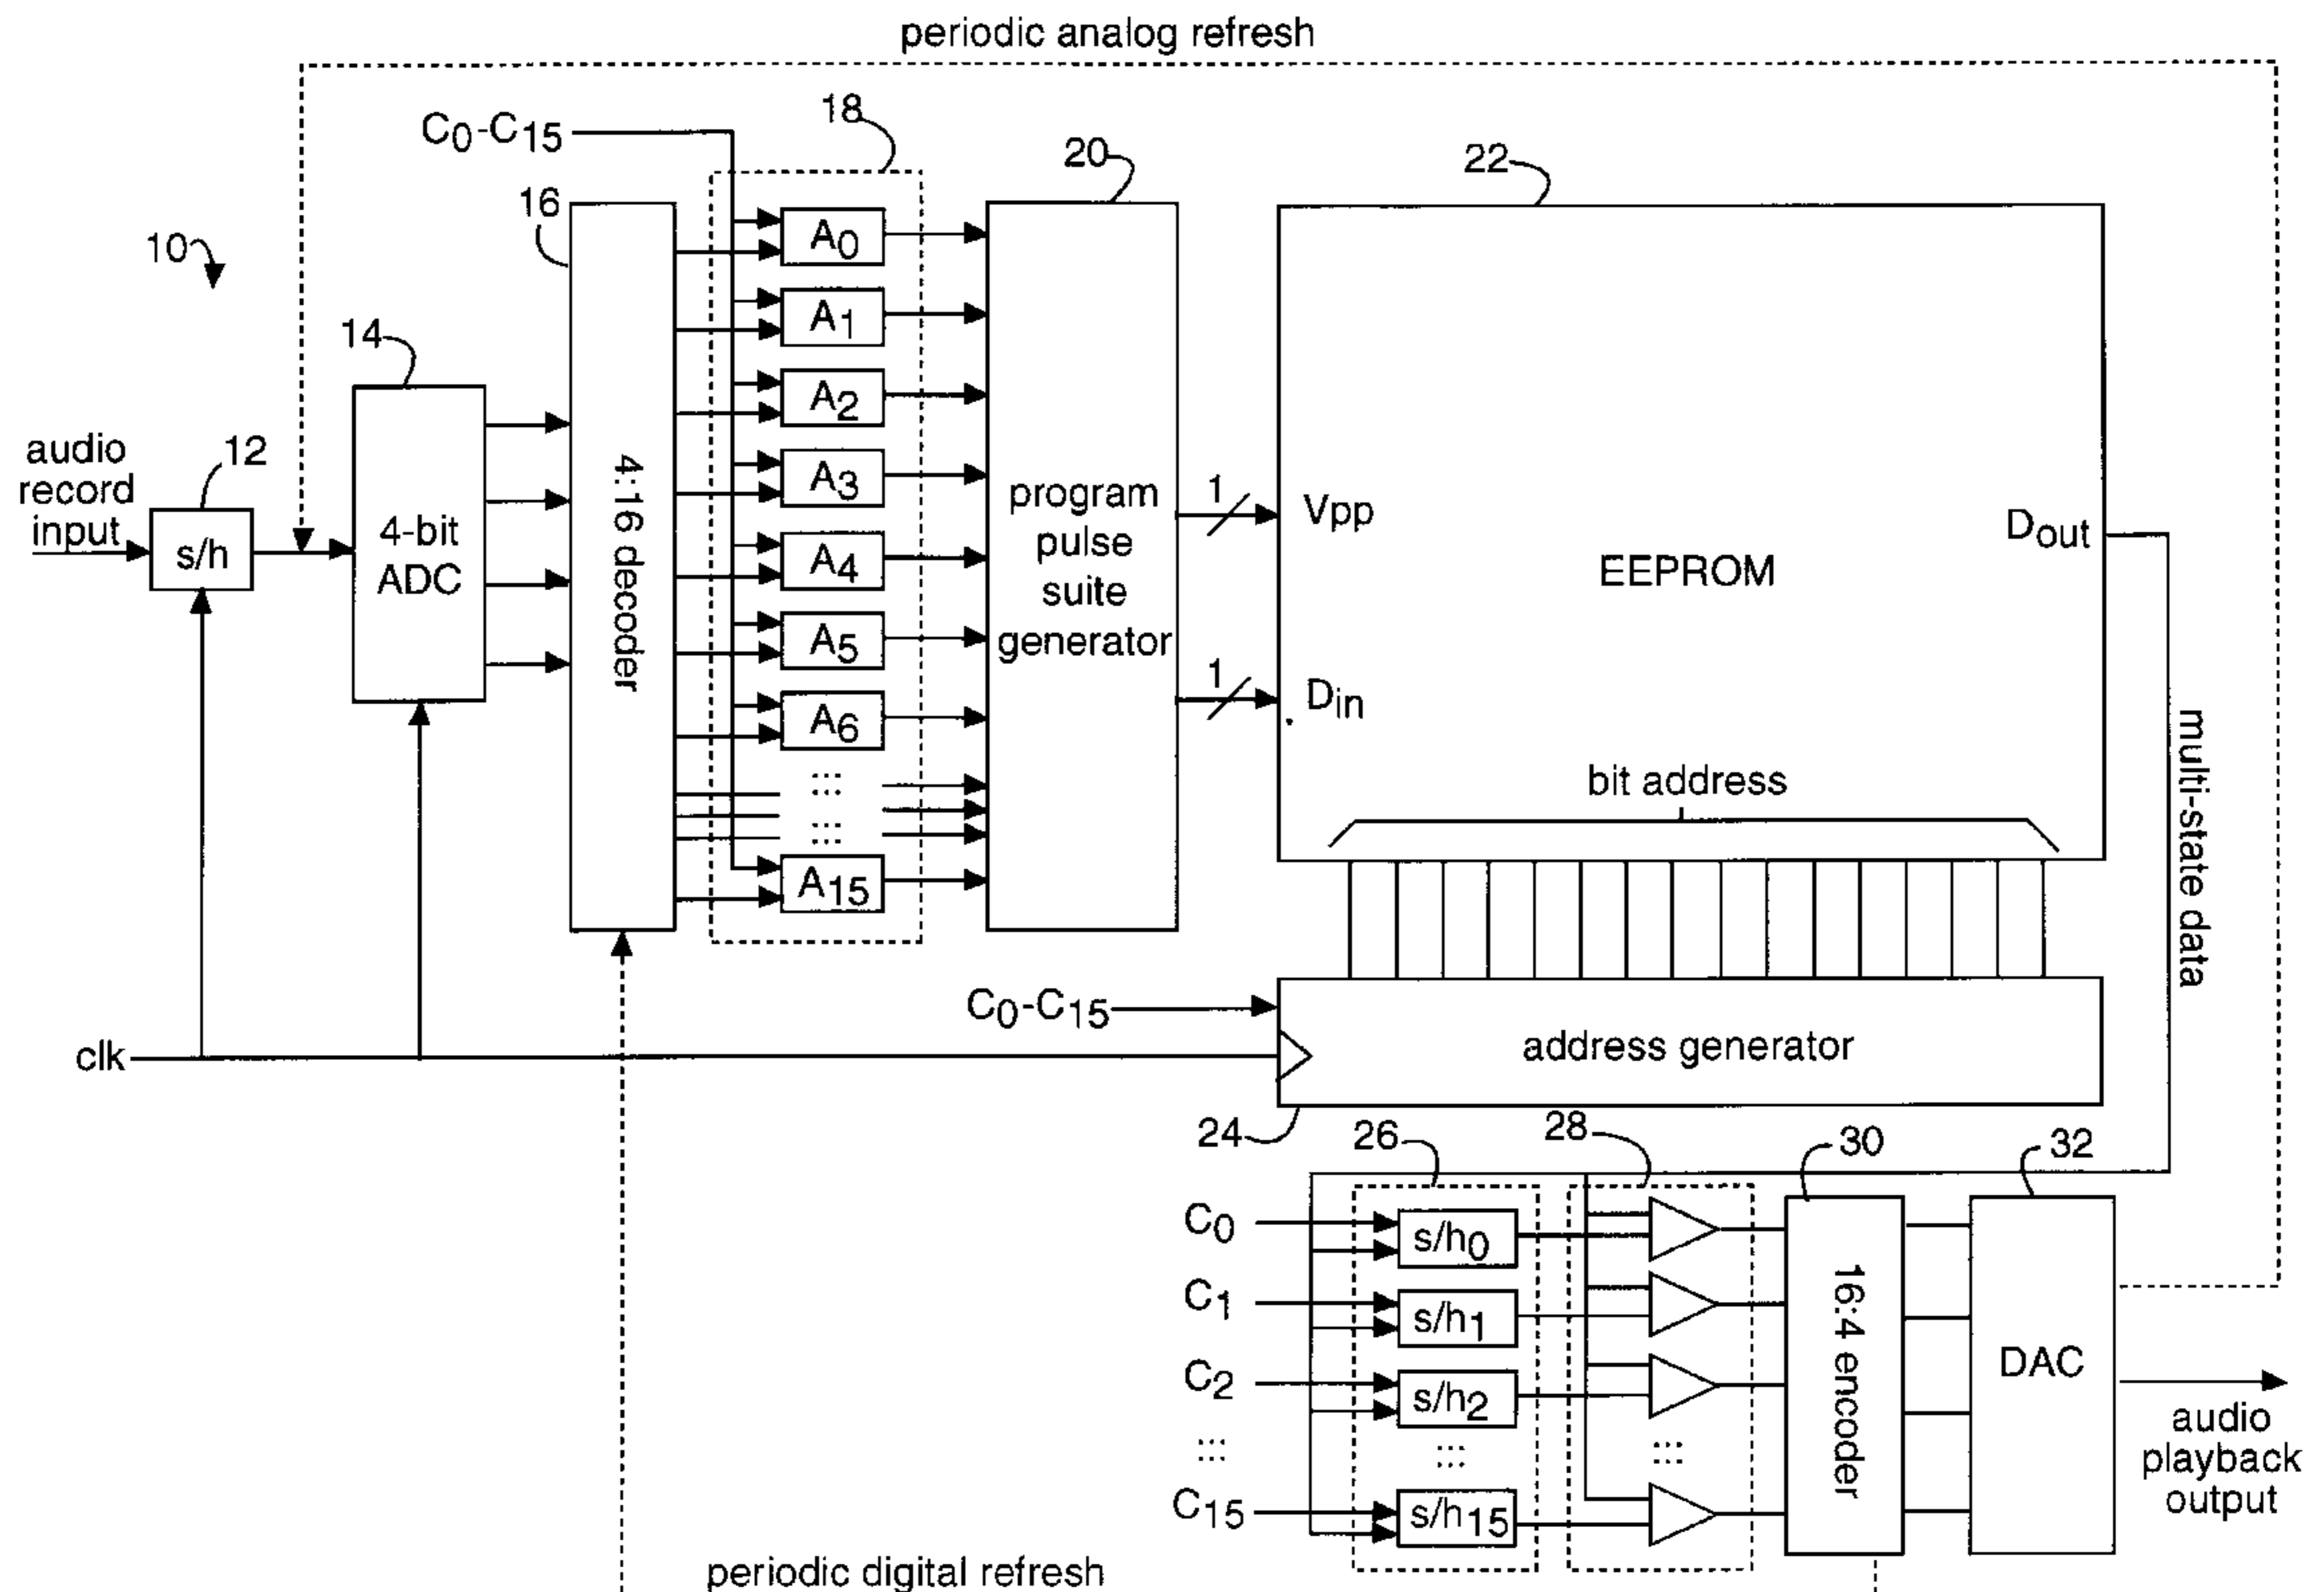 periodic analog refresh
C0-C15
18
20
22
16
10
14
12
audio
record
input
s/h
4-bit
ADC
4:16 decoder
A0
A1
A2
A3
A4
A5
A6
...
...
A15
program
pulse
suite
generator
1
1
Vpp
Din
EEPROM
Dout
bit address
multi-state data
C0-C15
clk
address generator
24
26
28
30
32
C0
C1
C2
...
C15
s/h0
s/h1
s/h2
...
s/h15
...
16:4 encoder
DAC
audio
playback
output
periodic digital refresh